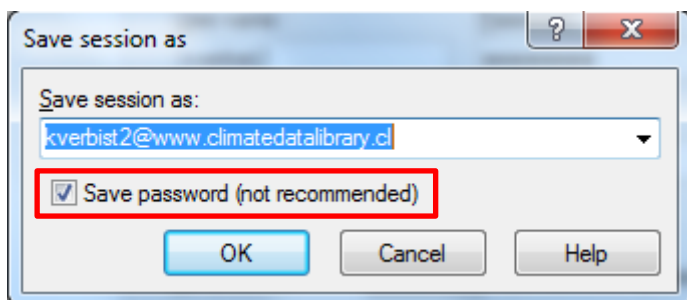 Save session as
Save session as:
kverbist2@www.climatedatalibrary.cl
Save password (not recommended)
OK Cancel Help